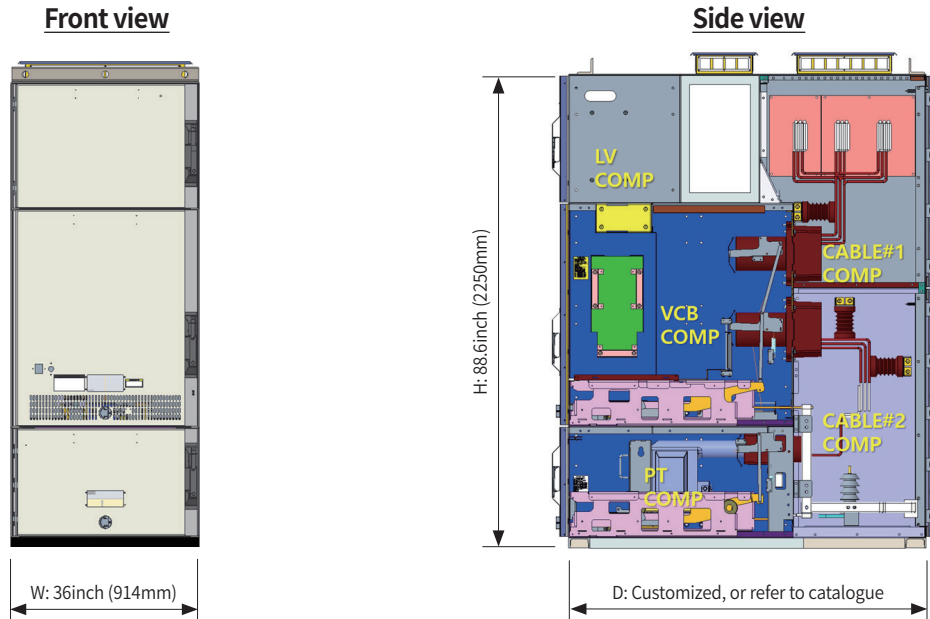 Front view
Side view
LV
COMP
CABLE#1
COMP
VCB
COMP
CABLE#2
COMP
PT
COMP
H: 88.6inch (2250mm)
W: 36inch (914mm)
D: Customized, or refer to catalogue